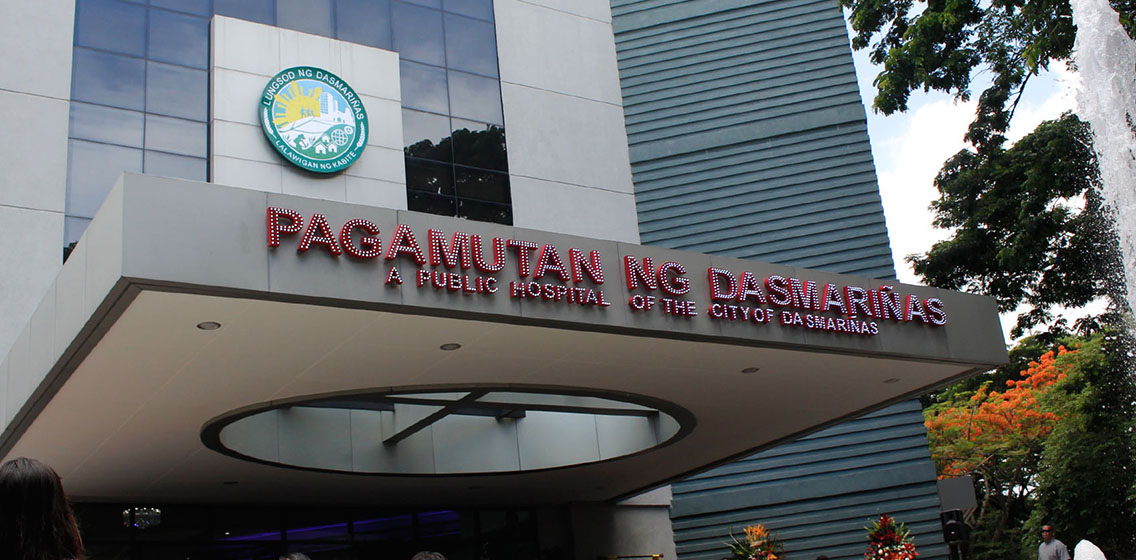 LUNGSOD NG DASMARIÑAS
LALAWIGAN NG KABITE
PAGAMUTAN NG DASMARIÑAS
A PUBLIC HOSPITAL OF THE CITY OF DASMARIÑAS